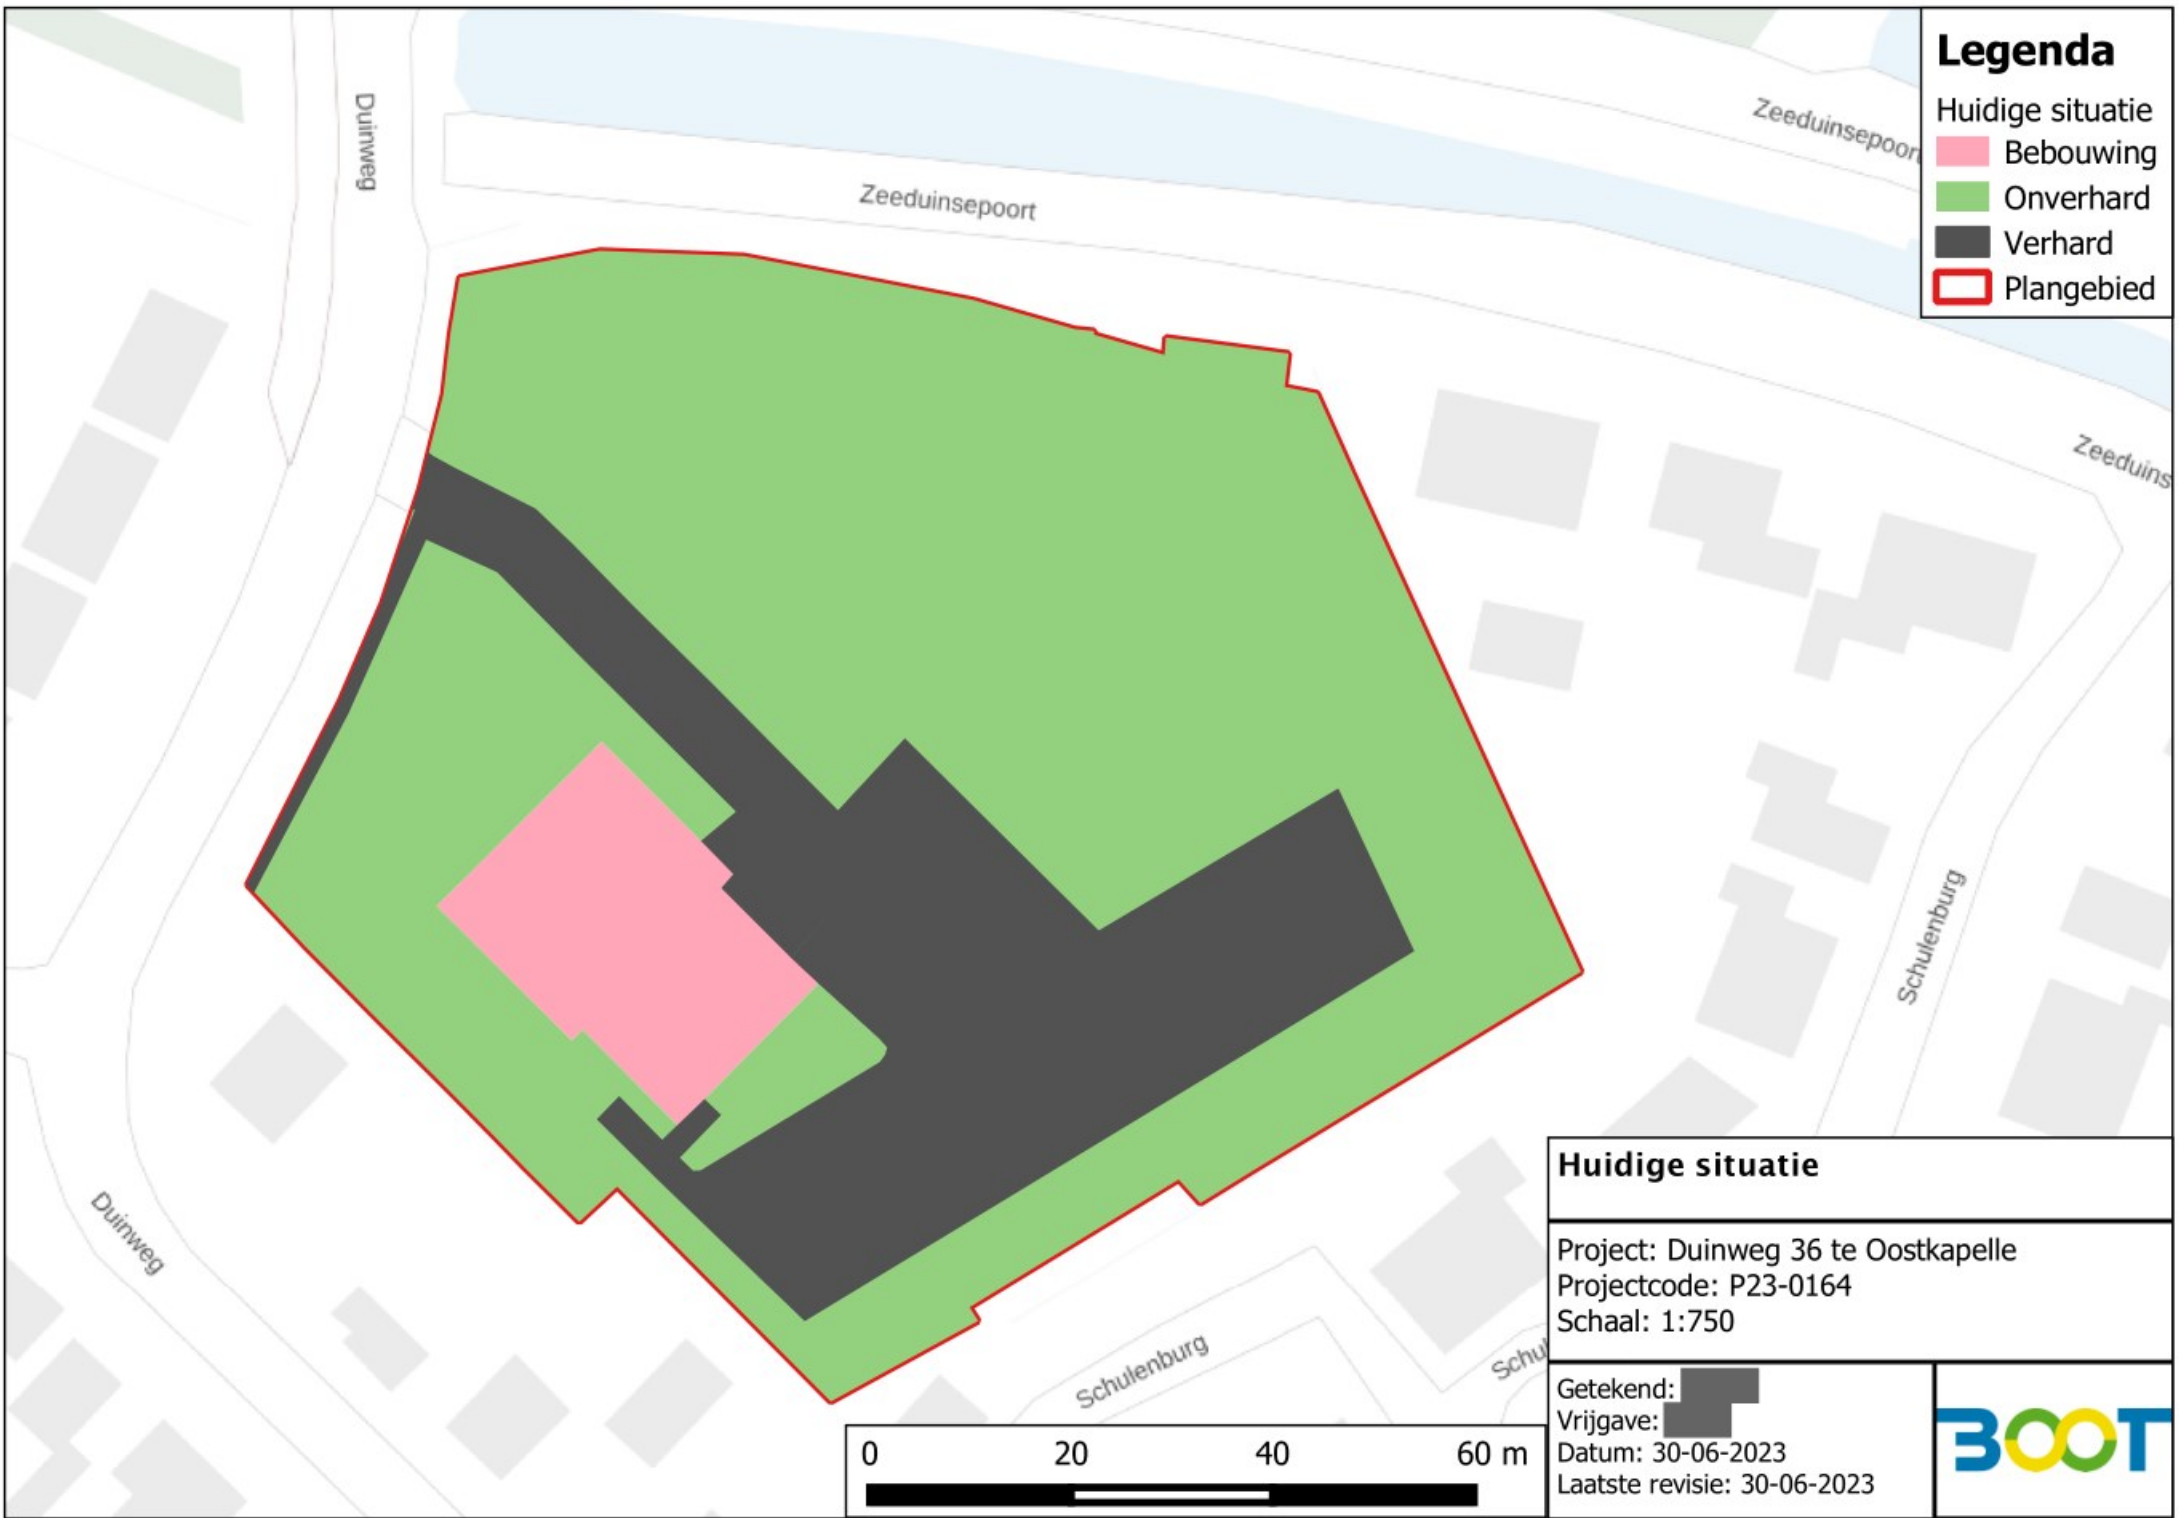 Legenda
Huidige situatie
Bebouwing
Onverhard
Verhard
Plangebied
Duinweg
Zeeduinsepoort
Zeeduinsepoort
Zeeduins
Schulenburg
Duinweg
Schulenburg
Schul
Huidige situatie
Project: Duinweg 36 te Oostkapelle
Projectcode: P23-0164
Schaal: 1:750
Getekend:
Vrijgave:
Datum: 30-06-2023
Laatste revisie: 30-06-2023
BOOT
0 20 40 60 m